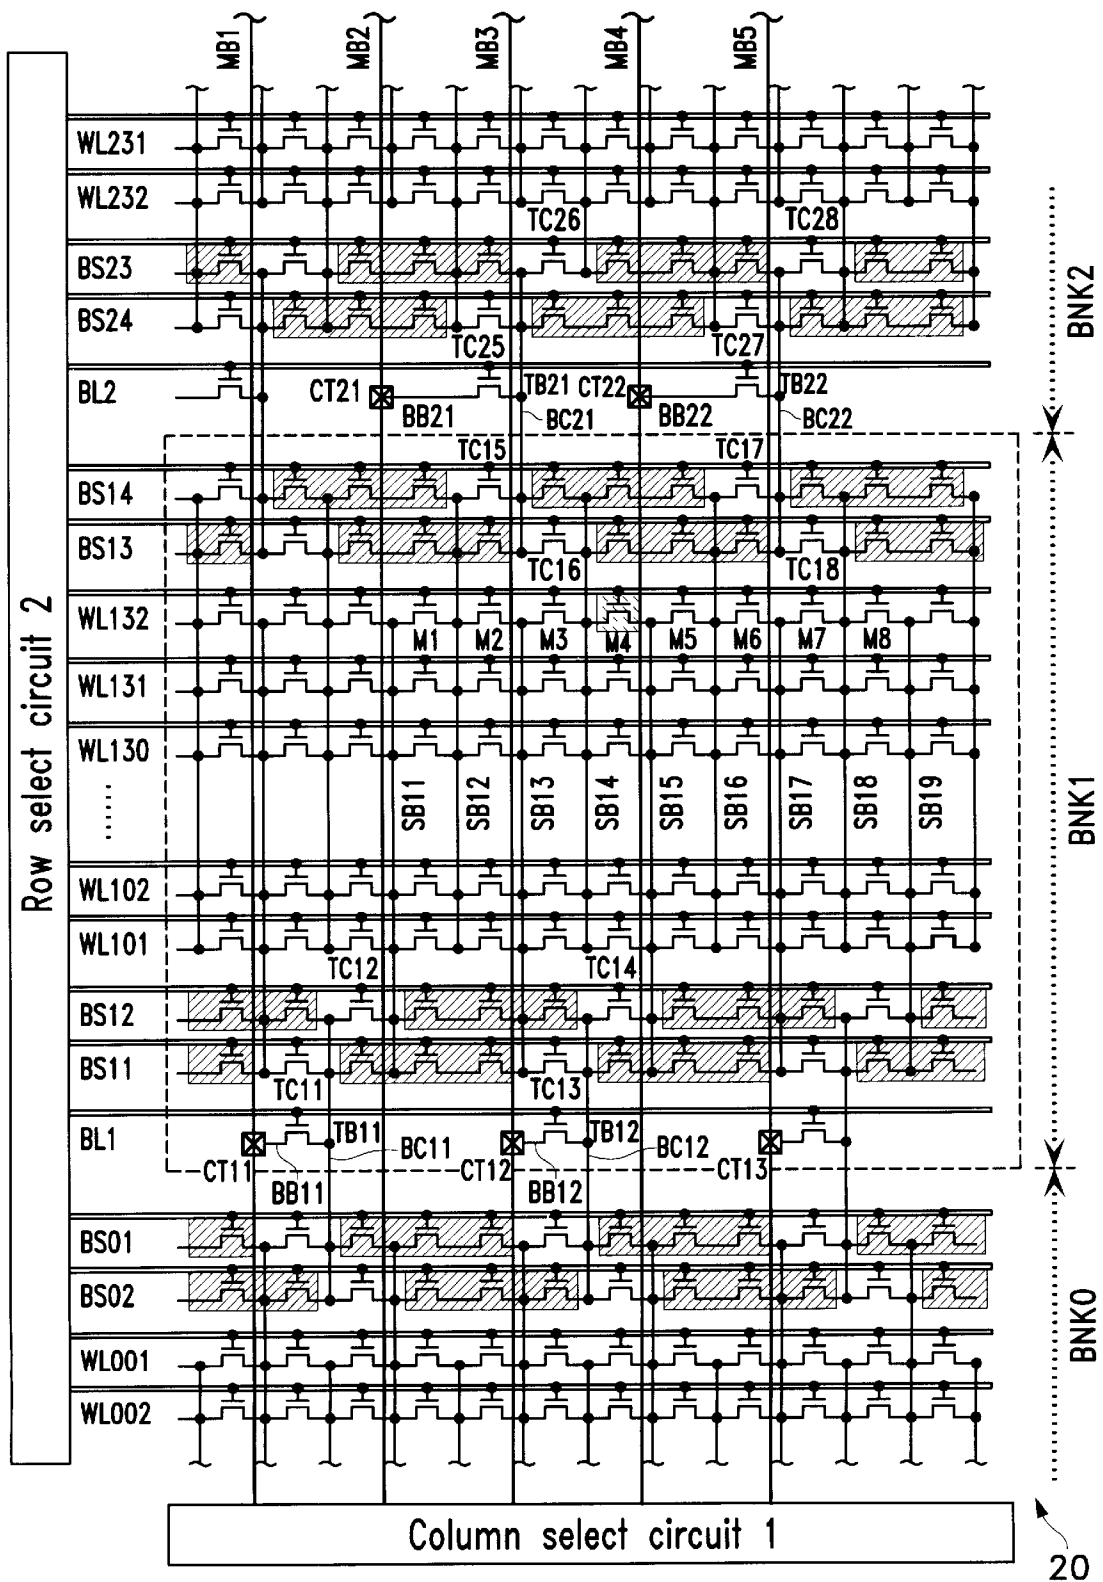 MB1 MB2 MB3 MB4 MB5
Row select circuit 2
WL231
WL232
TC26 TC28
BS23
BS24
TC25 TC27
BNK2
BL2
CT21 BB21 TB21 BC21 CT22 BB22 TB22 BC22
TC15 TC17
BS14
BS13
TC16 TC18
WL132
M1 M2 M3 M4 M5 M6 M7 M8
WL131
WL130
SB11 SB12 SB13 SB14 SB15 SB16 SB17 SB18 SB19
......
BNK1
WL102
WL101
TC12 TC14
BS12
BS11
TC11 TC13
BL1
TB11 BC11 TB12 BC12
CT11 BB11 CT12 BB12 CT13
BS01
BS02
WL001
WL002
BNK0
Column select circuit 1
20